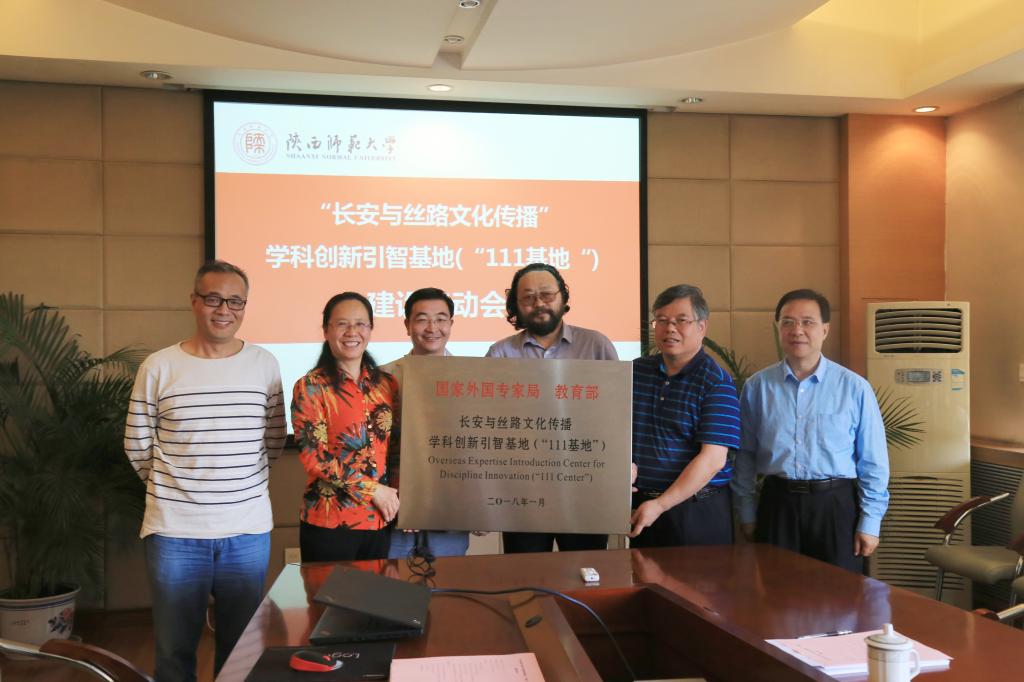 陕西师范大学
SHAANXI NORMAL UNIVERSITY
“长安与丝路文化传播”
学科创新引智基地(“111基地“)
建设 动会
国家外国专家局 教育部
长安与丝路文化传播
学科创新引智基地(“111基地”)
Overseas Expertise Introduction Center for
Discipline Innovation (“111 Center”)
二O一八年一月
Log